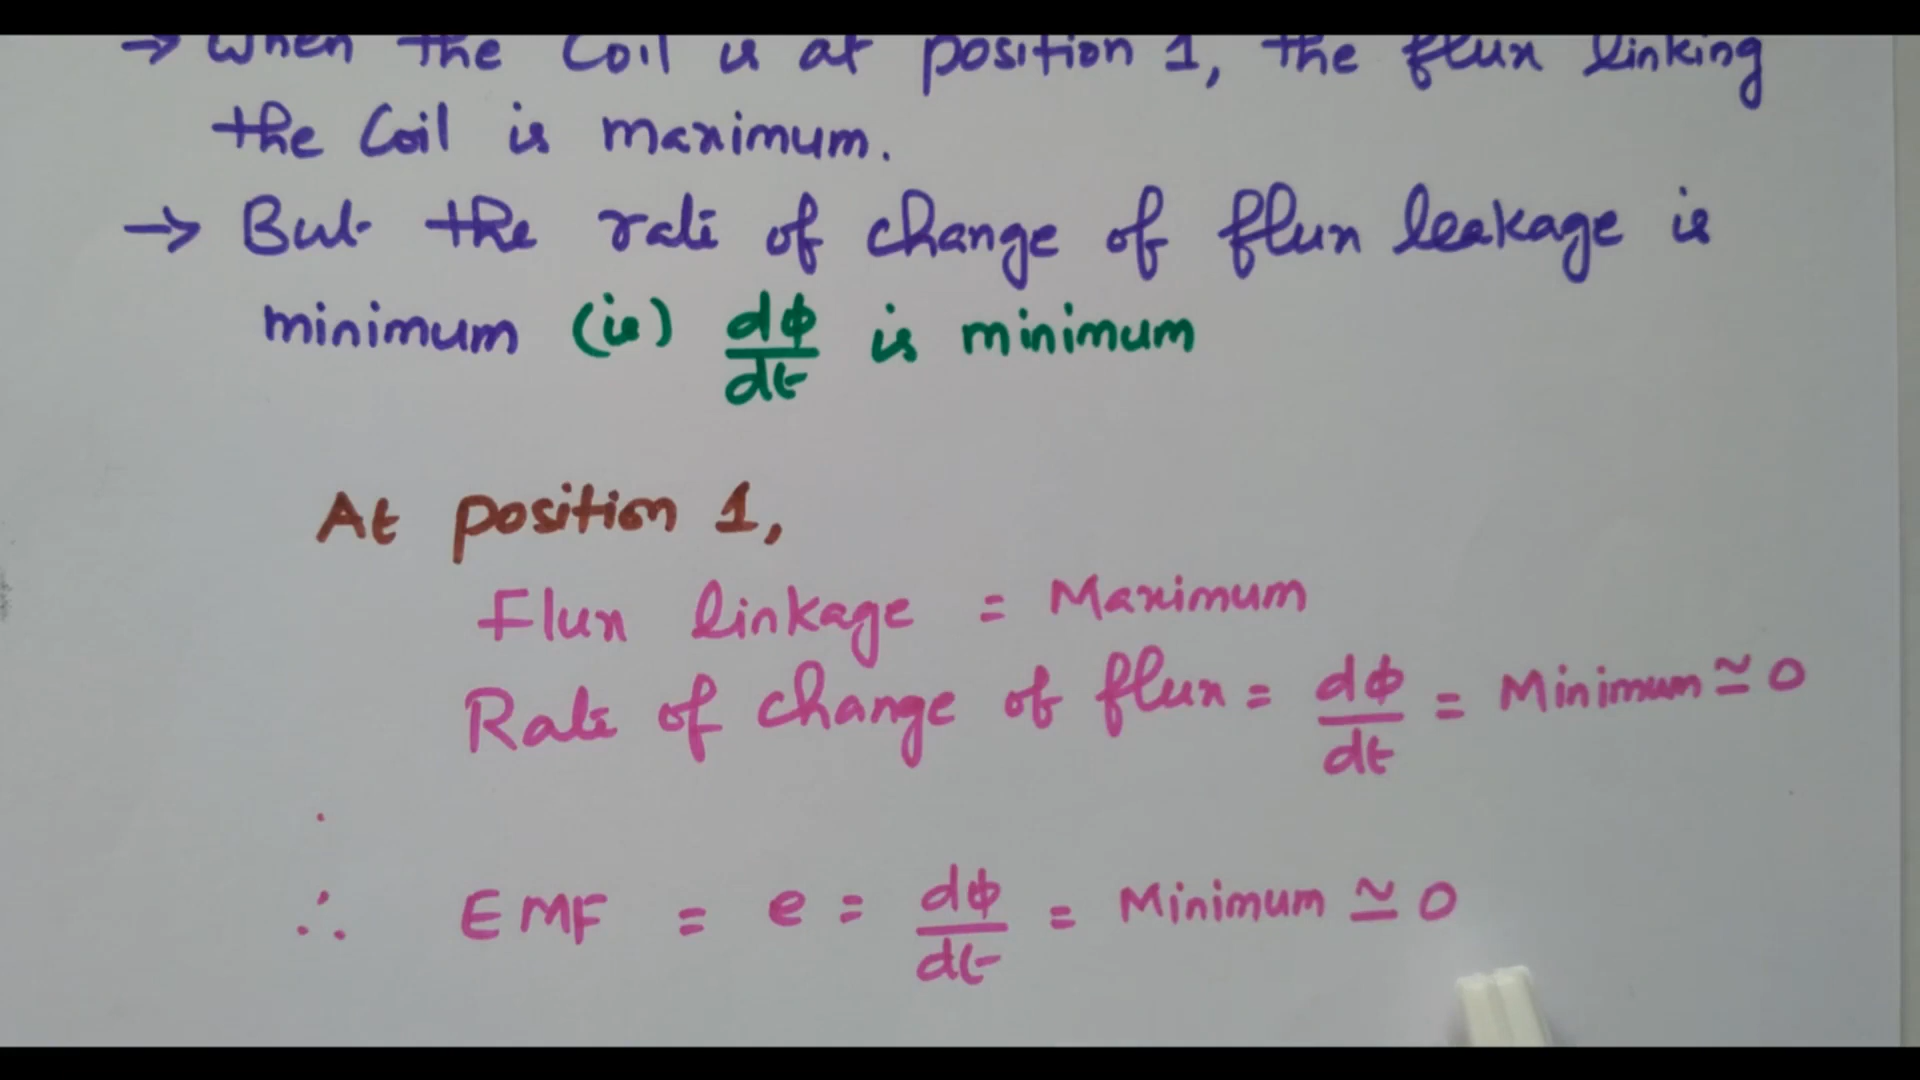 → When the Coil is at position 1, the flux linking
the Coil is maximum.
→ But the rate of change of flux leakage is
minimum (ie) dφ/dt is minimum
At position 1,
Flux linkage = Maximum
Rate of change of flux = dφ/dt = Minimum ≃ 0
∴ EMF = e = dφ/dt = Minimum ≃ 0